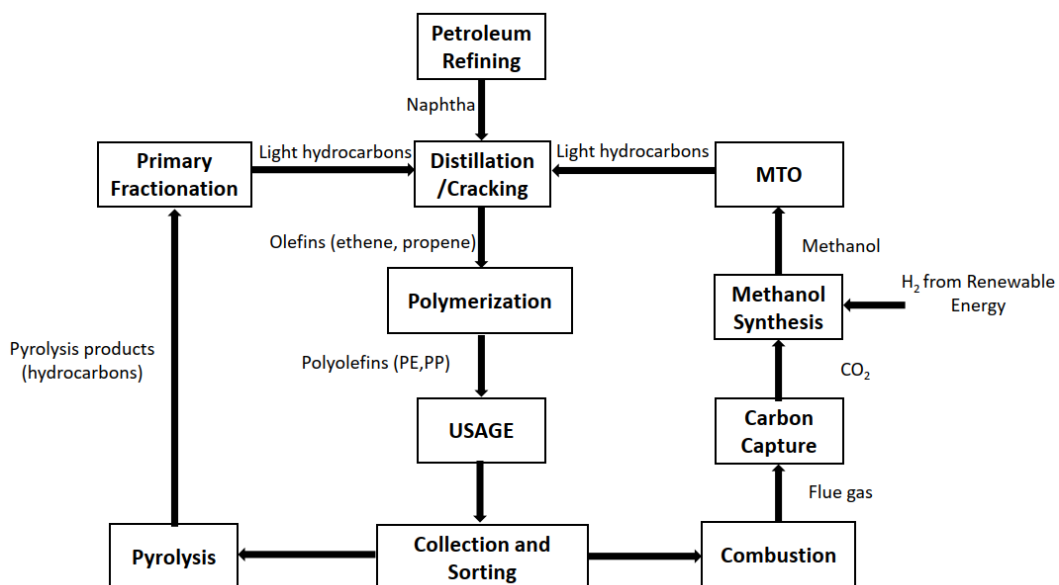 Petroleum
Refining
Naphtha
Primary
Fractionation
Light hydrocarbons
Distillation
/Cracking
Light hydrocarbons
MTO
Olefins (ethene, propene)
Methanol
Polymerization
Methanol
Synthesis
H₂ from Renewable
Energy
Pyrolysis products
(hydrocarbons)
Polyolefins (PE,PP)
CO₂
USAGE
Carbon
Capture
Flue gas
Pyrolysis
Collection and
Sorting
Combustion